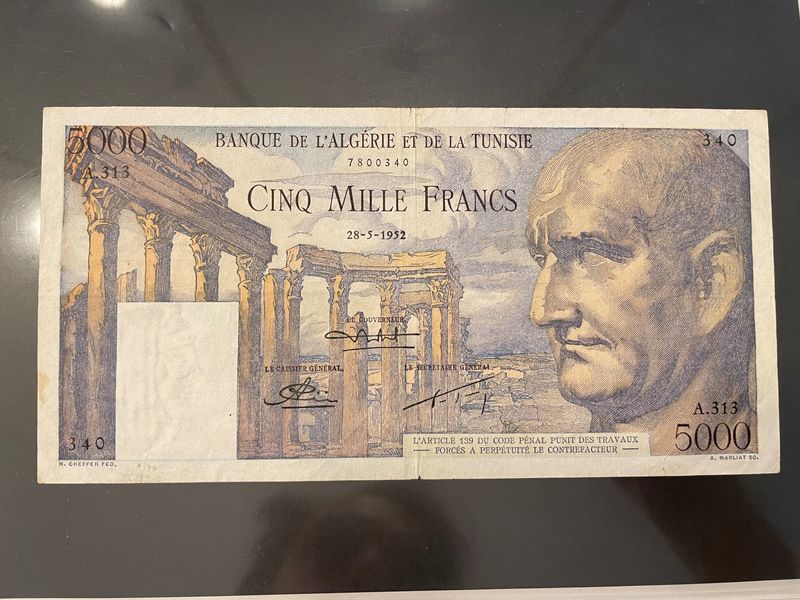 5000
BANQUE DE L'ALGÉRIE ET DE LA TUNISIE
340
A.313
7800340
CINQ MILLE FRANCS
28-5-1952
LE GOUVERNEUR,
LE CAISSIER GÉNÉRAL,
LE SECRÉTAIRE GÉNÉRAL,
A.313
340
L'ARTICLE 139 DU CODE PÉNAL PUNIT DES TRAVAUX
FORCÉS A PERPÉTUITÉ LE CONTREFACTEUR
5000
H. CHEFFER FEC.
A. MARLIAT SC.